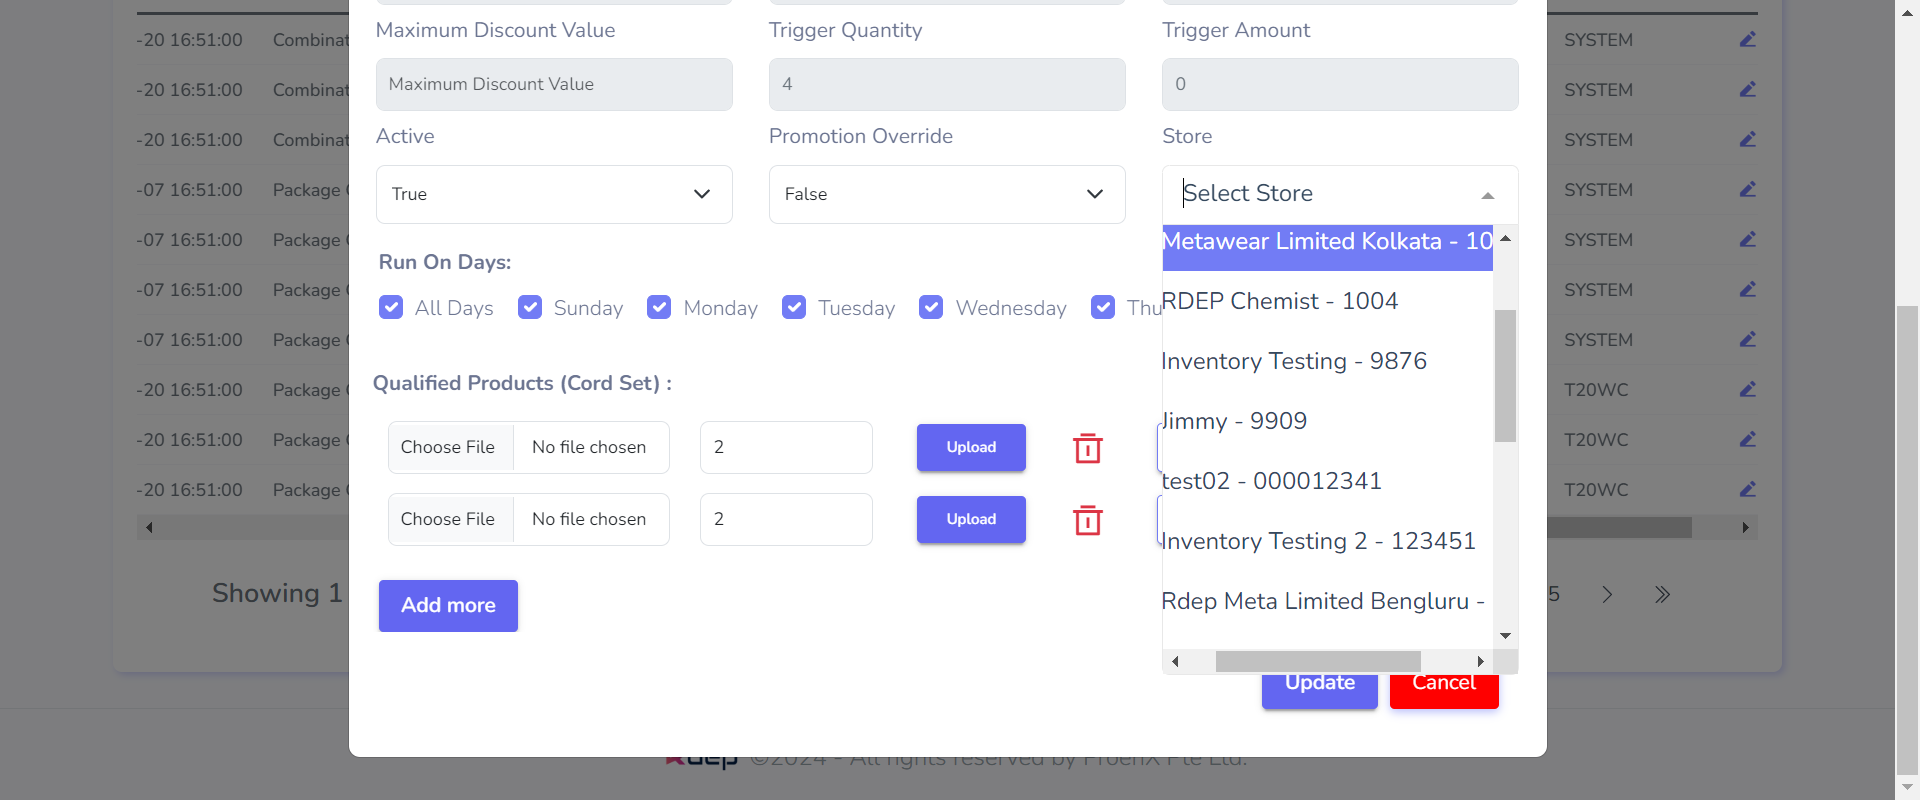 Maximum Discount Value Trigger Quantity Trigger Amount
-20 16:51:00 Combinat SYSTEM
-20 16:51:00 Combinat Maximum Discount Value 4 0 SYSTEM
-20 16:51:00 Combinat Active Promotion Override Store SYSTEM
-07 16:51:00 Package True False Select Store SYSTEM
-07 16:51:00 Package Metawear Limited Kolkata - 10 SYSTEM
Run On Days:
-07 16:51:00 Package All Days Sunday Monday Tuesday Wednesday Thu RDEP Chemist - 1004 SYSTEM
-07 16:51:00 Package Inventory Testing - 9876 SYSTEM
-20 16:51:00 Package Qualified Products (Cord Set) : T20WC
Jimmy - 9909
-20 16:51:00 Package Choose File No file chosen 2 Upload T20WC
-20 16:51:00 Package test02 - 000012341 T20WC
Choose File No file chosen 2 Upload
Inventory Testing 2 - 123451
Showing 1 Add more Rdep Meta Limited Bengluru - 5
Update Cancel
dep ©2024 - All rights reserved by ProenX Pte Ltd.